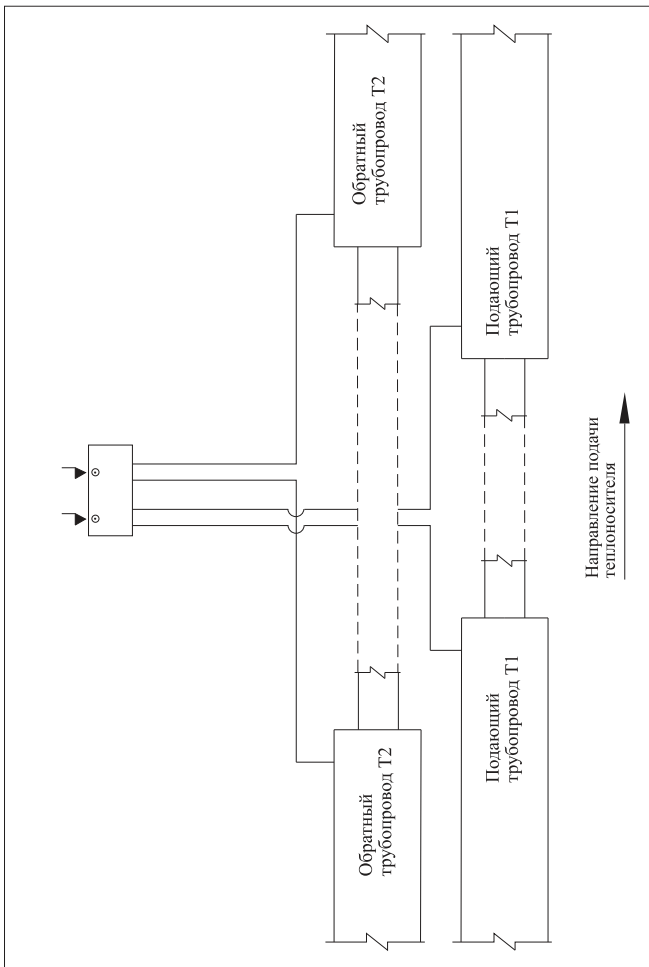 Обратный
трубопровод Т2
Подающий
трубопровод Т1
Обратный
трубопровод Т2
Подающий
трубопровод Т1
Направление подачи
теплоносителя